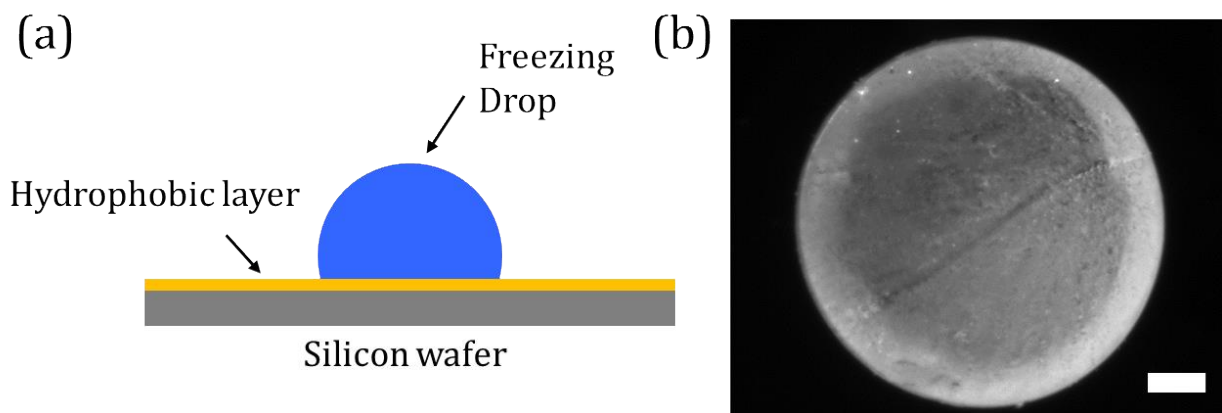 (a)
Freezing
Drop
Hydrophobic layer
Silicon wafer
(b)